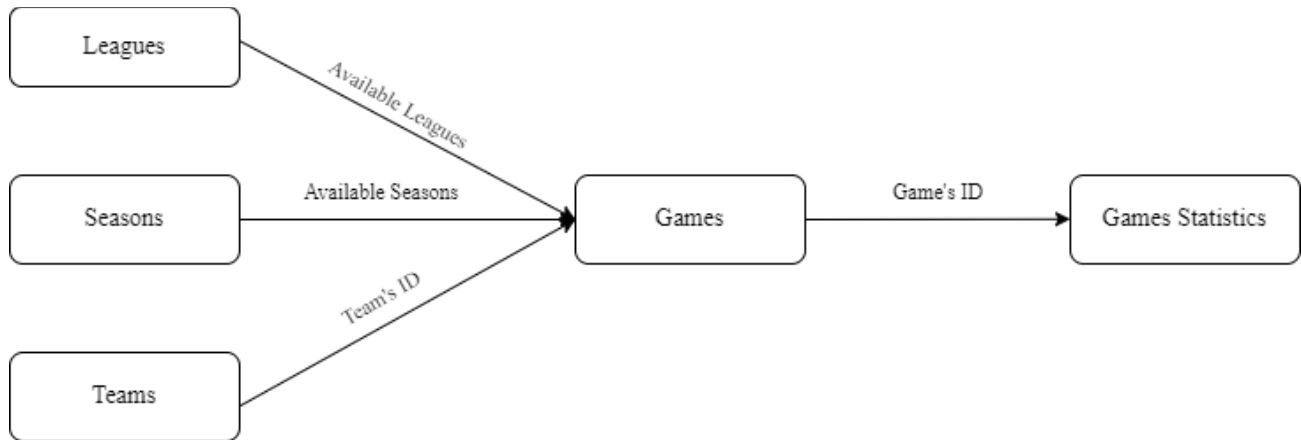 Leagues
Available Leagues
Seasons
Available Seasons
Games
Game's ID
Games Statistics
Team's ID
Teams